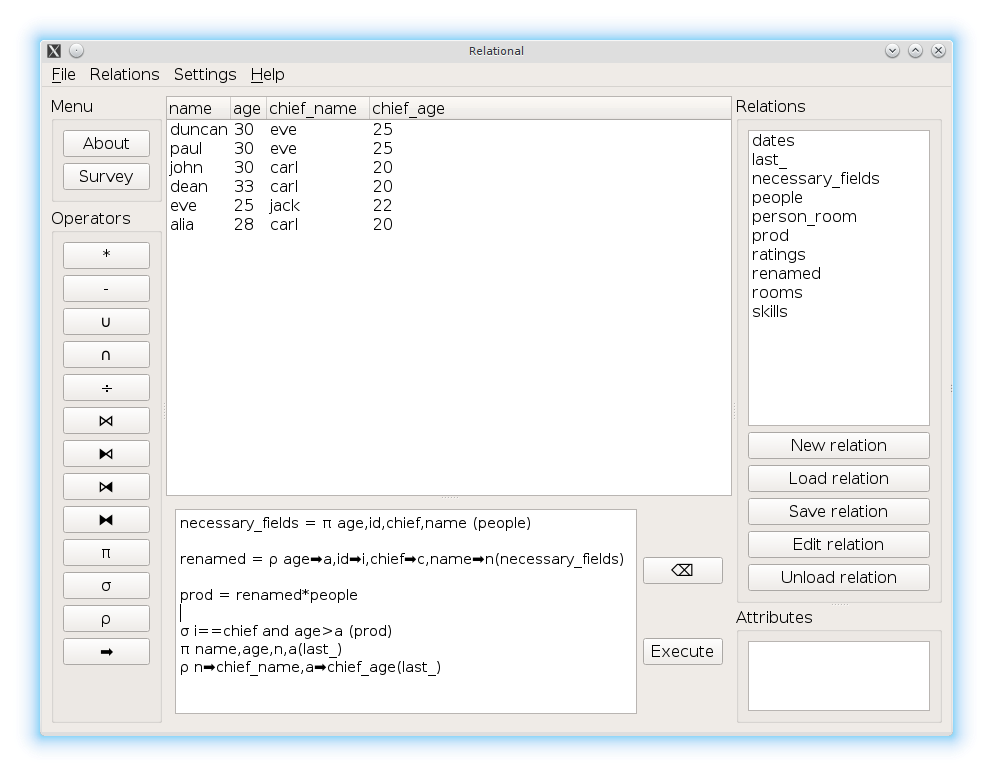 Relational
File Relations Settings Help
Menu
About
Survey
Operators
*
-
∪
∩
÷
⋈
⧑
⧒
⧓
π
σ
ρ
➡
name age chief_name chief_age
duncan 30 eve 25
paul 30 eve 25
john 30 carl 20
dean 33 carl 20
eve 25 jack 22
alia 28 carl 20
necessary_fields = π age,id,chief,name (people)
renamed = ρ age➡a,id➡i,chief➡c,name➡n(necessary_fields)
prod = renamed*people
σ i==chief and age>a (prod)
π name,age,n,a(last_)
ρ n➡chief_name,a➡chief_age(last_)
⌫
Execute
Relations
dates
last_
necessary_fields
people
person_room
prod
ratings
renamed
rooms
skills
New relation
Load relation
Save relation
Edit relation
Unload relation
Attributes